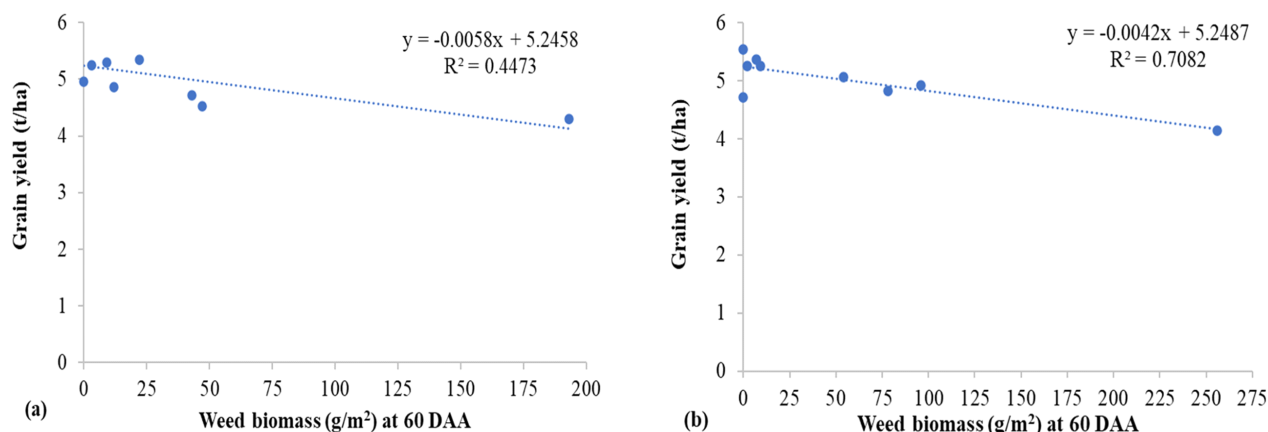 6
5
4
3
2
1
0
Grain yield (t/ha)
y = -0.0058x + 5.2458
R² = 0.4473
0 25 50 75 100 125 150 175 200
(a)
Weed biomass (g/m²) at 60 DAA
6
5
4
3
2
1
0
Grain yield (t/ha)
y = -0.0042x + 5.2487
R² = 0.7082
0 25 50 75 100 125 150 175 200 225 250 275
(b)
Weed biomass (g/m²) at 60 DAA